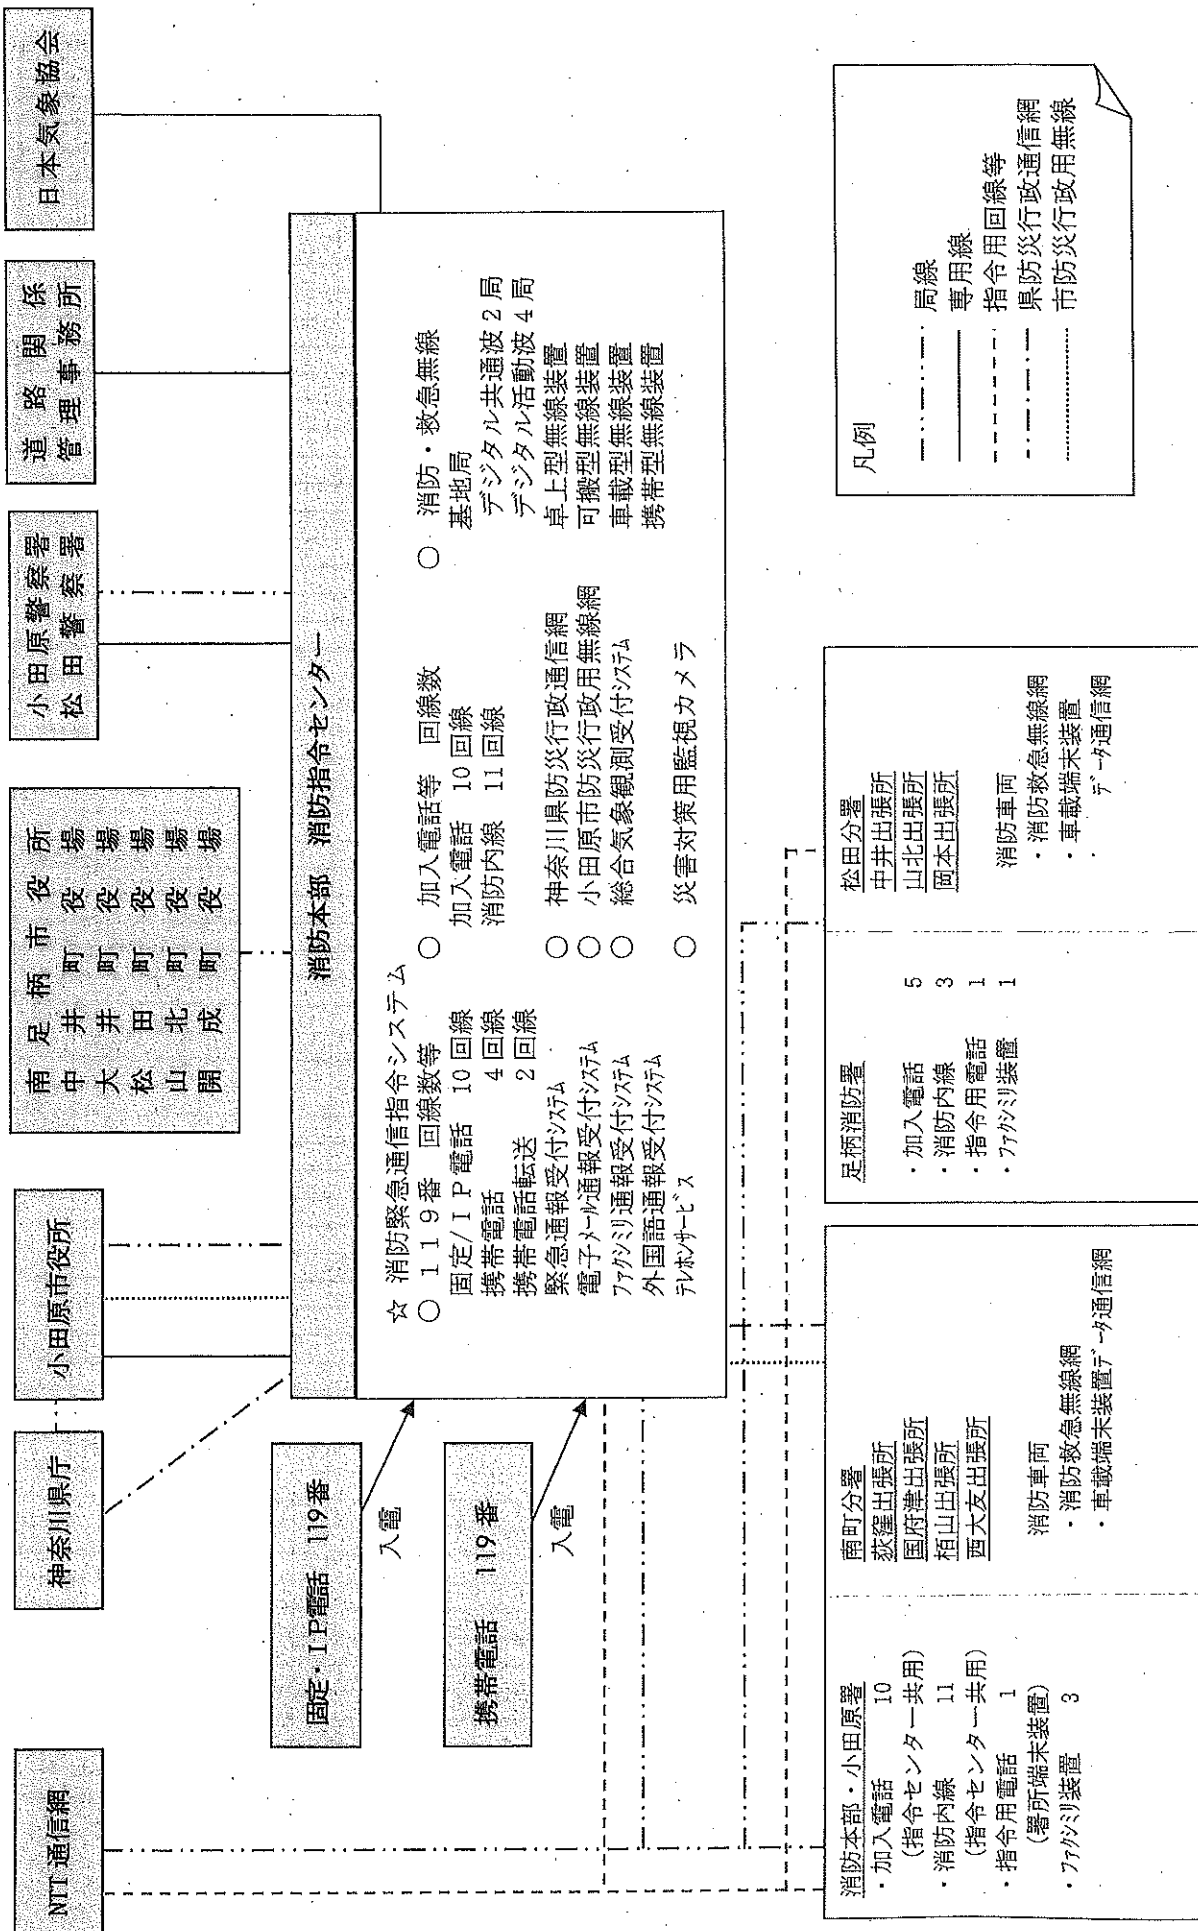 NTT 通信網
神奈川県庁
小田原市役所
南足柄市役所
中井町役場
大井町役場
松田町役場
山北町役場
開成町役場
小田原警察署
松田警察署
道路関係
管理事務所
日本気象協会
固定・IP電話 119番
入電
携帯電話 119番
入電
消防本部 消防指令センター
☆ 消防緊急通信指令システム
○ 119番 回線数等
固定/IP電話 10回線
携帯電話 4回線
携帯電話転送 2回線
緊急通報受付システム
電子メール通報受付システム
ファクシミリ通報受付システム
外国語通報受付システム
テレホンサービス
○ 加入電話等 回線数
加入電話 10回線
消防内線 11回線
○ 神奈川県防災行政通信網
○ 小田原市防災行政用無線網
○ 総合気象観測受付システム
○ 災害対策用監視カメラ
○ 消防・救急無線
基地局
デジタル共通波2局
デジタル活動波4局
卓上型無線装置
可搬型無線装置
車載型無線装置
携帯型無線装置
消防本部・小田原署
・加入電話 10
(指令センター共用)
・消防内線 11
(指令センター共用)
・指令用電話 1
(署所端末装置)
・ファクシミリ装置 3
南町分署
荻窪出張所
国府津出張所
栢山出張所
西大友出張所
消防車両
・消防救急無線網
・車載端末装置データ通信網
足柄消防署
・加入電話 5
・消防内線 3
・指令用電話 1
・ファクシミリ装置 1
松田分署
中井出張所
山北出張所
岡本出張所
消防車両
・消防救急無線網
・車載端末装置
・ データ通信網
凡例
局線
専用線
指令用回線等
県防災行政通信網
市防災行政用無線